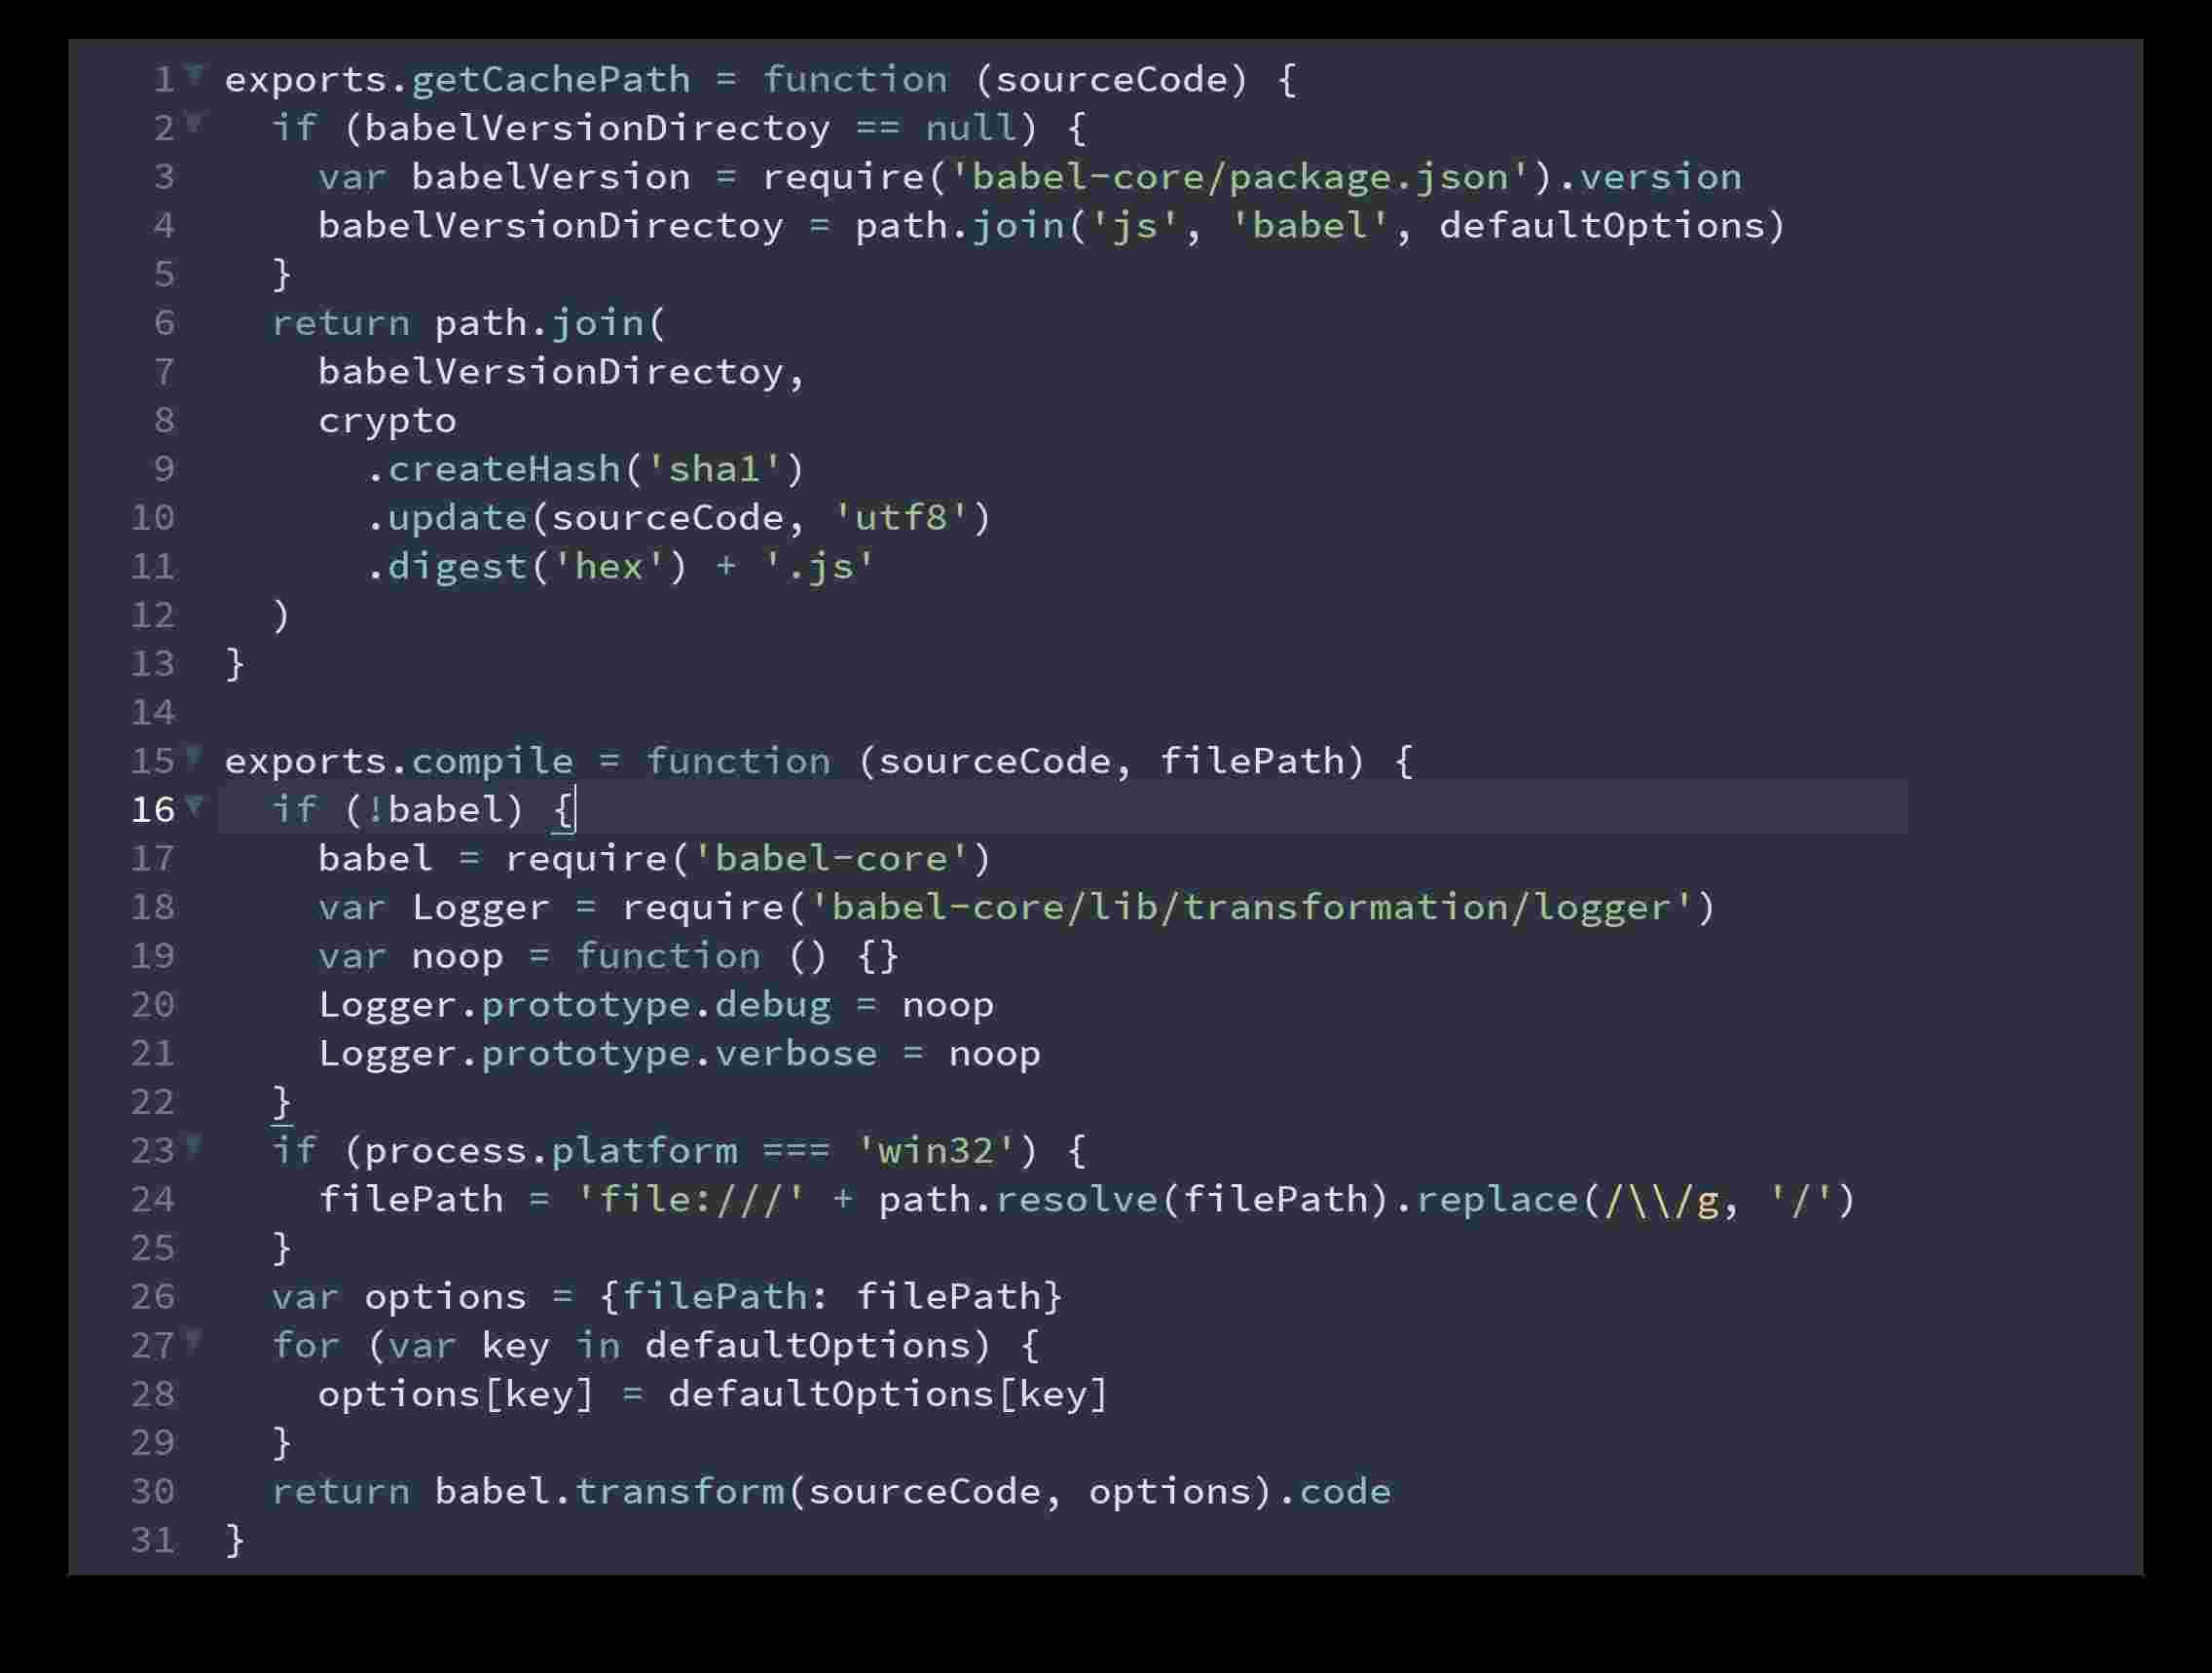 1 exports.getCachePath = function (sourceCode) {
2   if (babelVersionDirectoy == null) {
3     var babelVersion = require('babel-core/package.json').version
4     babelVersionDirectoy = path.join('js', 'babel', defaultOptions)
5   }
6   return path.join(
7     babelVersionDirectoy,
8     crypto
9       .createHash('sha1')
10       .update(sourceCode, 'utf8')
11       .digest('hex') + '.js'
12   )
13 }
14
15 exports.compile = function (sourceCode, filePath) {
16   if (!babel) {
17     babel = require('babel-core')
18     var Logger = require('babel-core/lib/transformation/logger')
19     var noop = function () {}
20     Logger.prototype.debug = noop
21     Logger.prototype.verbose = noop
22   }
23   if (process.platform === 'win32') {
24     filePath = 'file:///' + path.resolve(filePath).replace(/\\/g, '/')
25   }
26   var options = {filePath: filePath}
27   for (var key in defaultOptions) {
28     options[key] = defaultOptions[key]
29   }
30   return babel.transform(sourceCode, options).code
31 }